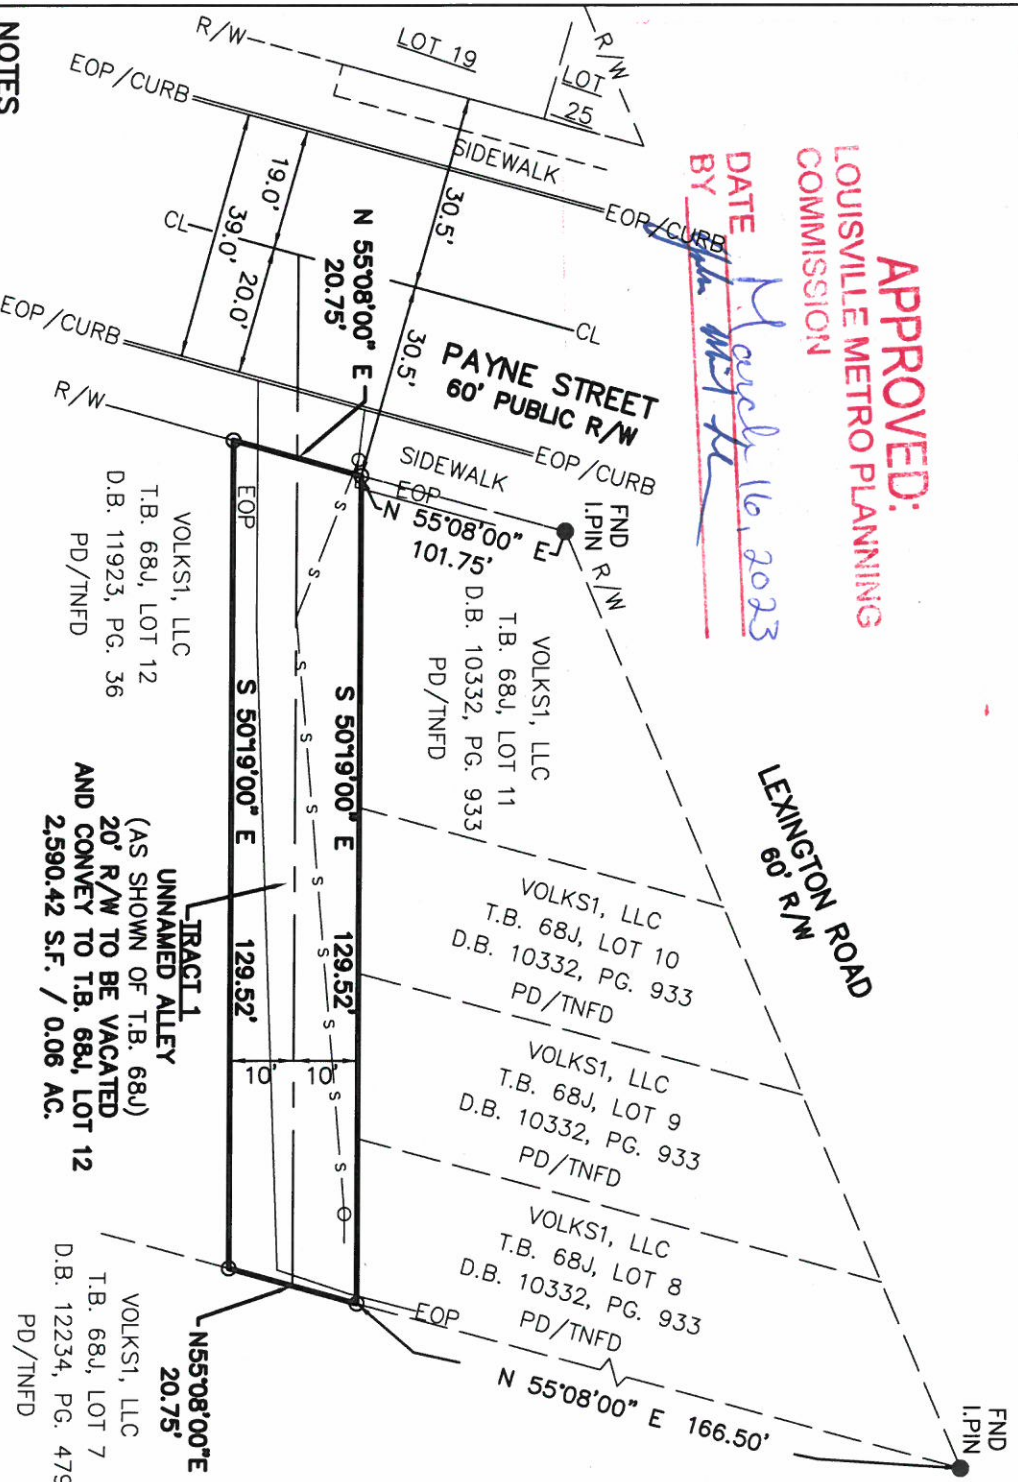 APPROVED:
LOUISVILLE METRO PLANNING
COMMISSION
DATE March 16, 2023
BY
LEXINGTON ROAD
60' R/W
FND
I.PIN
FND
I.PIN
R/W
R/W
LOT
25
LOT 19
R/W
EOP/CURB
SIDEWALK
EOP/CURB
30.5'
30.5'
19.0'
20.0'
39.0'
CL
CL
N 55°08'00" E
20.75'
PAYNE STREET
60' PUBLIC R/W
EOP/CURB
EOP/CURB
R/W
SIDEWALK
EOP
N 55°08'00" E
101.75'
VOLKS1, LLC
T.B. 68J, LOT 11
D.B. 10332, PG. 933
PD/TNFD
VOLKS1, LLC
T.B. 68J, LOT 10
D.B. 10332, PG. 933
PD/TNFD
VOLKS1, LLC
T.B. 68J, LOT 9
D.B. 10332, PG. 933
PD/TNFD
VOLKS1, LLC
T.B. 68J, LOT 8
D.B. 10332, PG. 933
PD/TNFD
N 55°08'00" E 166.50'
EOP
S 50°19'00" E 129.52'
S S S S S S S S S
10'
10'
EOP
S 50°19'00" E 129.52'
VOLKS1, LLC
T.B. 68J, LOT 12
D.B. 11923, PG. 36
PD/TNFD
TRACT 1
UNNAMED ALLEY
(AS SHOWN OF T.B. 68J)
20' R/W TO BE VACATED
AND CONVEY TO T.B. 68J, LOT 12
2,590.42 S.F. / 0.06 AC.
N55°08'00"E
20.75'
VOLKS1, LLC
T.B. 68J, LOT 7
D.B. 12234, PG. 479
PD/TNFD
NOTES